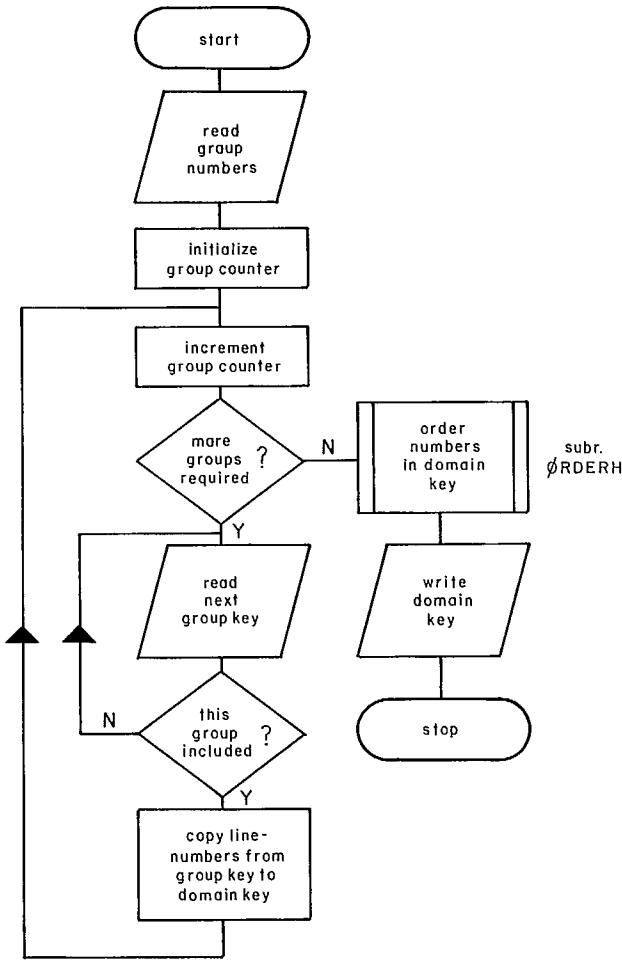 start
read
group
numbers
initialize
group counter
increment
group counter
mare
groups ?
required
N
order
numbers
in domain
key
subr.
ØRDERH
Y
read
next
group key
write
domain
key
N
this
group ?
included
stop
Y
copy line-
numbers from
group key to
domain key